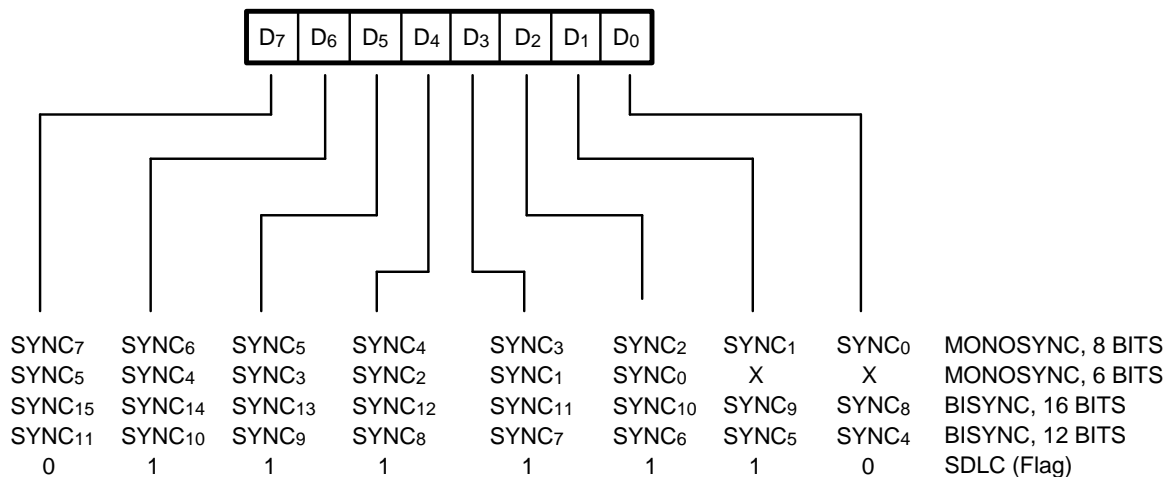 D7 D6 D5 D4 D3 D2 D1 D0
SYNC7 SYNC6 SYNC5 SYNC4 SYNC3 SYNC2 SYNC1 SYNC0 MONOSYNC, 8 BITS
SYNC5 SYNC4 SYNC3 SYNC2 SYNC1 SYNC0 X X MONOSYNC, 6 BITS
SYNC15 SYNC14 SYNC13 SYNC12 SYNC11 SYNC10 SYNC9 SYNC8 BISYNC, 16 BITS
SYNC11 SYNC10 SYNC9 SYNC8 SYNC7 SYNC6 SYNC5 SYNC4 BISYNC, 12 BITS
0 1 1 1 1 1 1 0 SDLC (Flag)